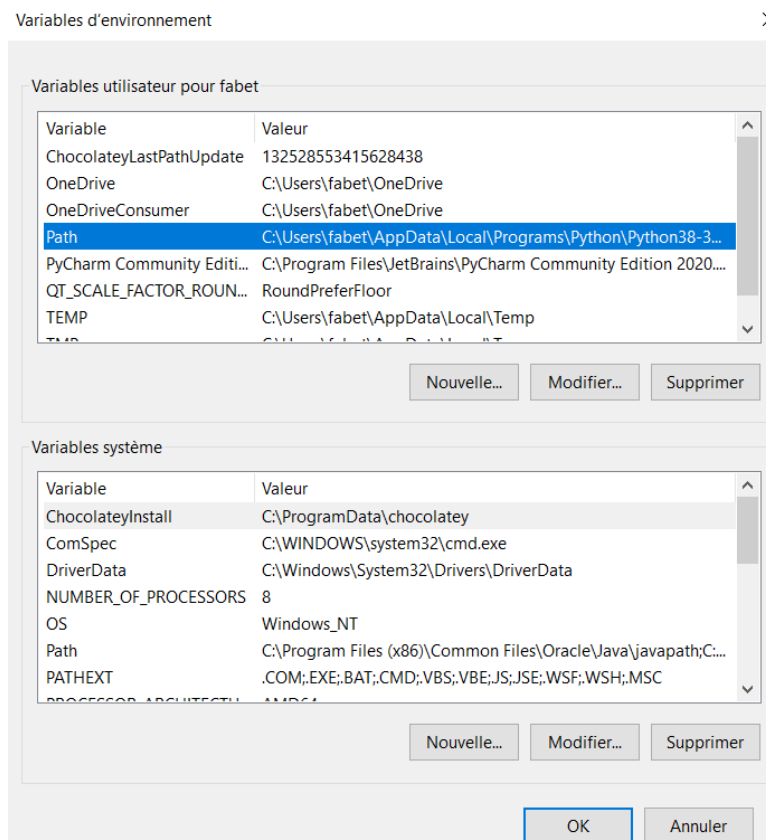 Variables d'environnement
Variables utilisateur pour fabet
Variable Valeur
ChocolateyLastPathUpdate 132528553415628438
OneDrive C:\Users\fabet\OneDrive
OneDriveConsumer C:\Users\fabet\OneDrive
Path C:\Users\fabet\AppData\Local\Programs\Python\Python38-3...
PyCharm Community Editi... C:\Program Files\JetBrains\PyCharm Community Edition 2020....
QT_SCALE_FACTOR_ROUN... RoundPreferFloor
TEMP C:\Users\fabet\AppData\Local\Temp
Nouvelle... Modifier... Supprimer
Variables système
Variable Valeur
ChocolateyInstall C:\ProgramData\chocolatey
ComSpec C:\WINDOWS\system32\cmd.exe
DriverData C:\Windows\System32\Drivers\DriverData
NUMBER_OF_PROCESSORS 8
OS Windows_NT
Path C:\Program Files (x86)\Common Files\Oracle\Java\javapath;C:...
PATHEXT .COM;.EXE;.BAT;.CMD;.VBS;.VBE;.JS;.JSE;.WSF;.WSH;.MSC
Nouvelle... Modifier... Supprimer
OK Annuler